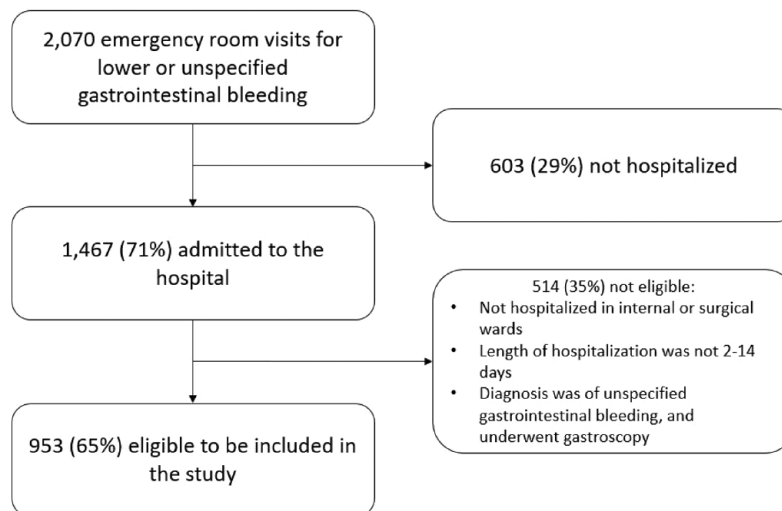 2,070 emergency room visits for
lower or unspecified
gastrointestinal bleeding
603 (29%) not hospitalized
1,467 (71%) admitted to the
hospital
514 (35%) not eligible:
• Not hospitalized in internal or surgical
wards
• Length of hospitalization was not 2-14
days
• Diagnosis was of unspecified
gastrointestinal bleeding, and
underwent gastroscopy
953 (65%) eligible to be included in
the study